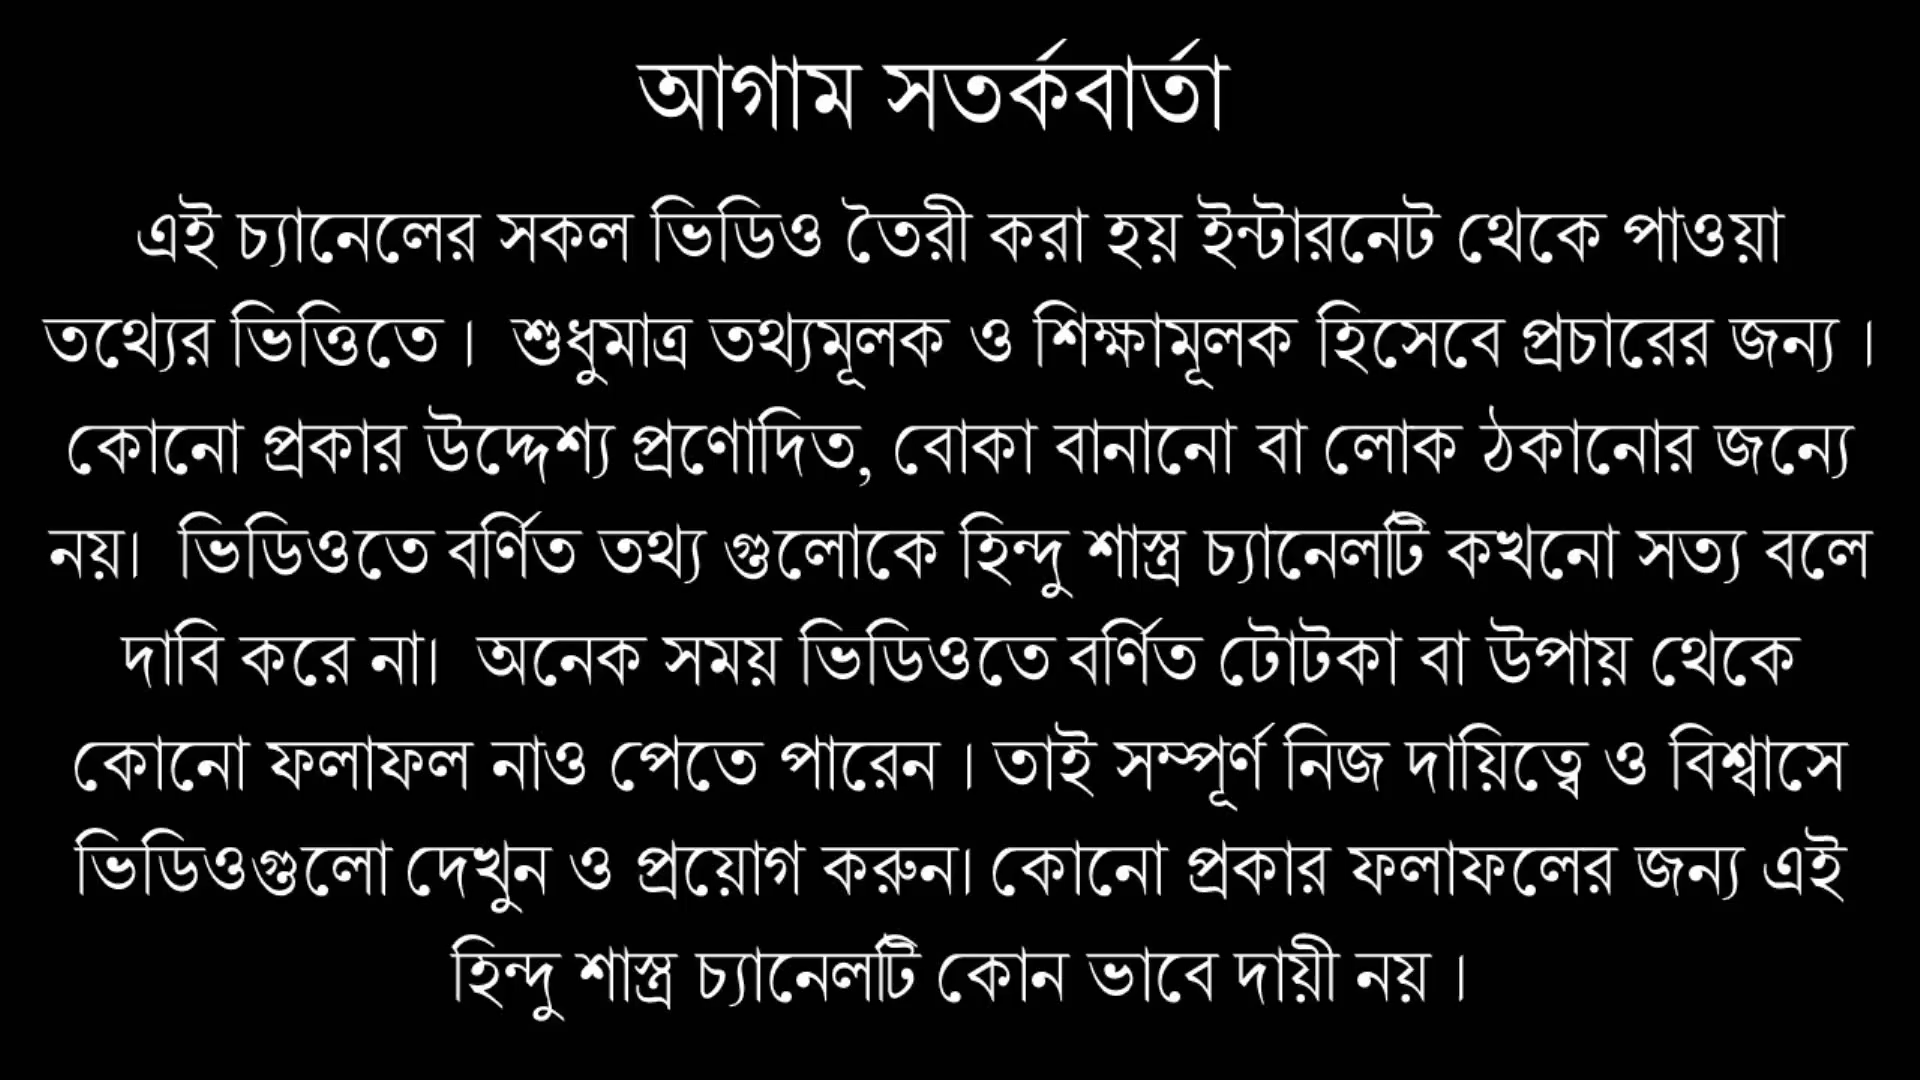 আগাম সতর্কবার্তা
এই চ্যানেলের সকল ভিডিও তৈরী করা হয় ইন্টারনেট থেকে পাওয়া
তথ্যের ভিত্তিতে । শুধুমাত্র তথ্যমূলক ও শিক্ষামূলক হিসেবে প্রচারের জন্য ।
কোনো প্রকার উদ্দেশ্য প্রণোদিত, বোকা বানানো বা লোক ঠকানোর জন্যে
নয়। ভিডিওতে বর্ণিত তথ্য গুলোকে হিন্দু শাস্ত্র চ্যানেলটি কখনো সত্য বলে
দাবি করে না। অনেক সময় ভিডিওতে বর্ণিত টোটকা বা উপায় থেকে
কোনো ফলাফল নাও পেতে পারেন । তাই সম্পূর্ণ নিজ দায়িত্বে ও বিশ্বাসে
ভিডিওগুলো দেখুন ও প্রয়োগ করুন। কোনো প্রকার ফলাফলের জন্য এই
হিন্দু শাস্ত্র চ্যানেলটি কোন ভাবে দায়ী নয় ।